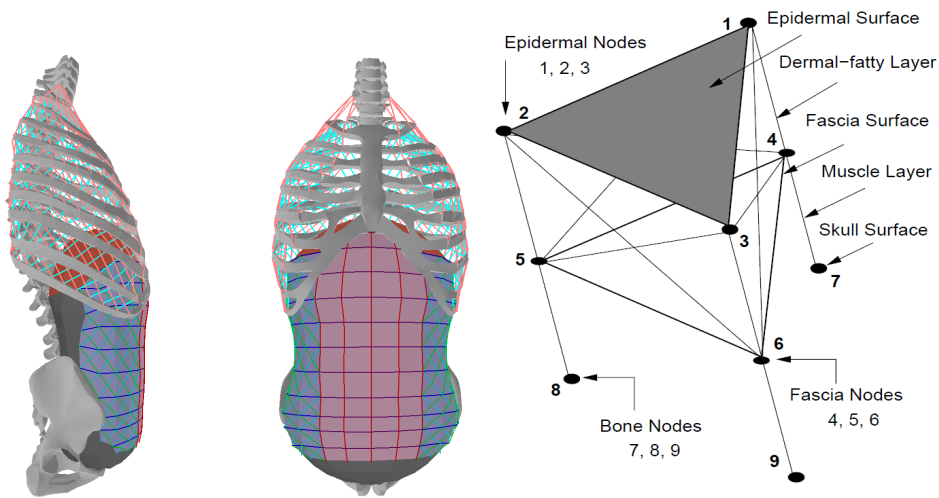 1
Epidermal Surface
Epidermal Nodes
1, 2, 3
Dermal−fatty Layer
2
Fascia Surface
4
Muscle Layer
3
Skull Surface
5
7
6
8
Bone Nodes
7, 8, 9
Fascia Nodes
4, 5, 6
9